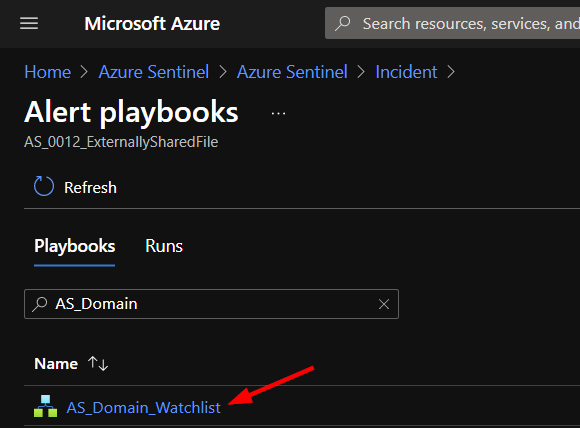 Microsoft Azure
Search resources, services, and
Home > Azure Sentinel > Azure Sentinel > Incident >
Alert playbooks ...
AS_0012_ExternallySharedFile
Refresh
Playbooks Runs
AS_Domain
Name ↑↓
AS_Domain_Watchlist